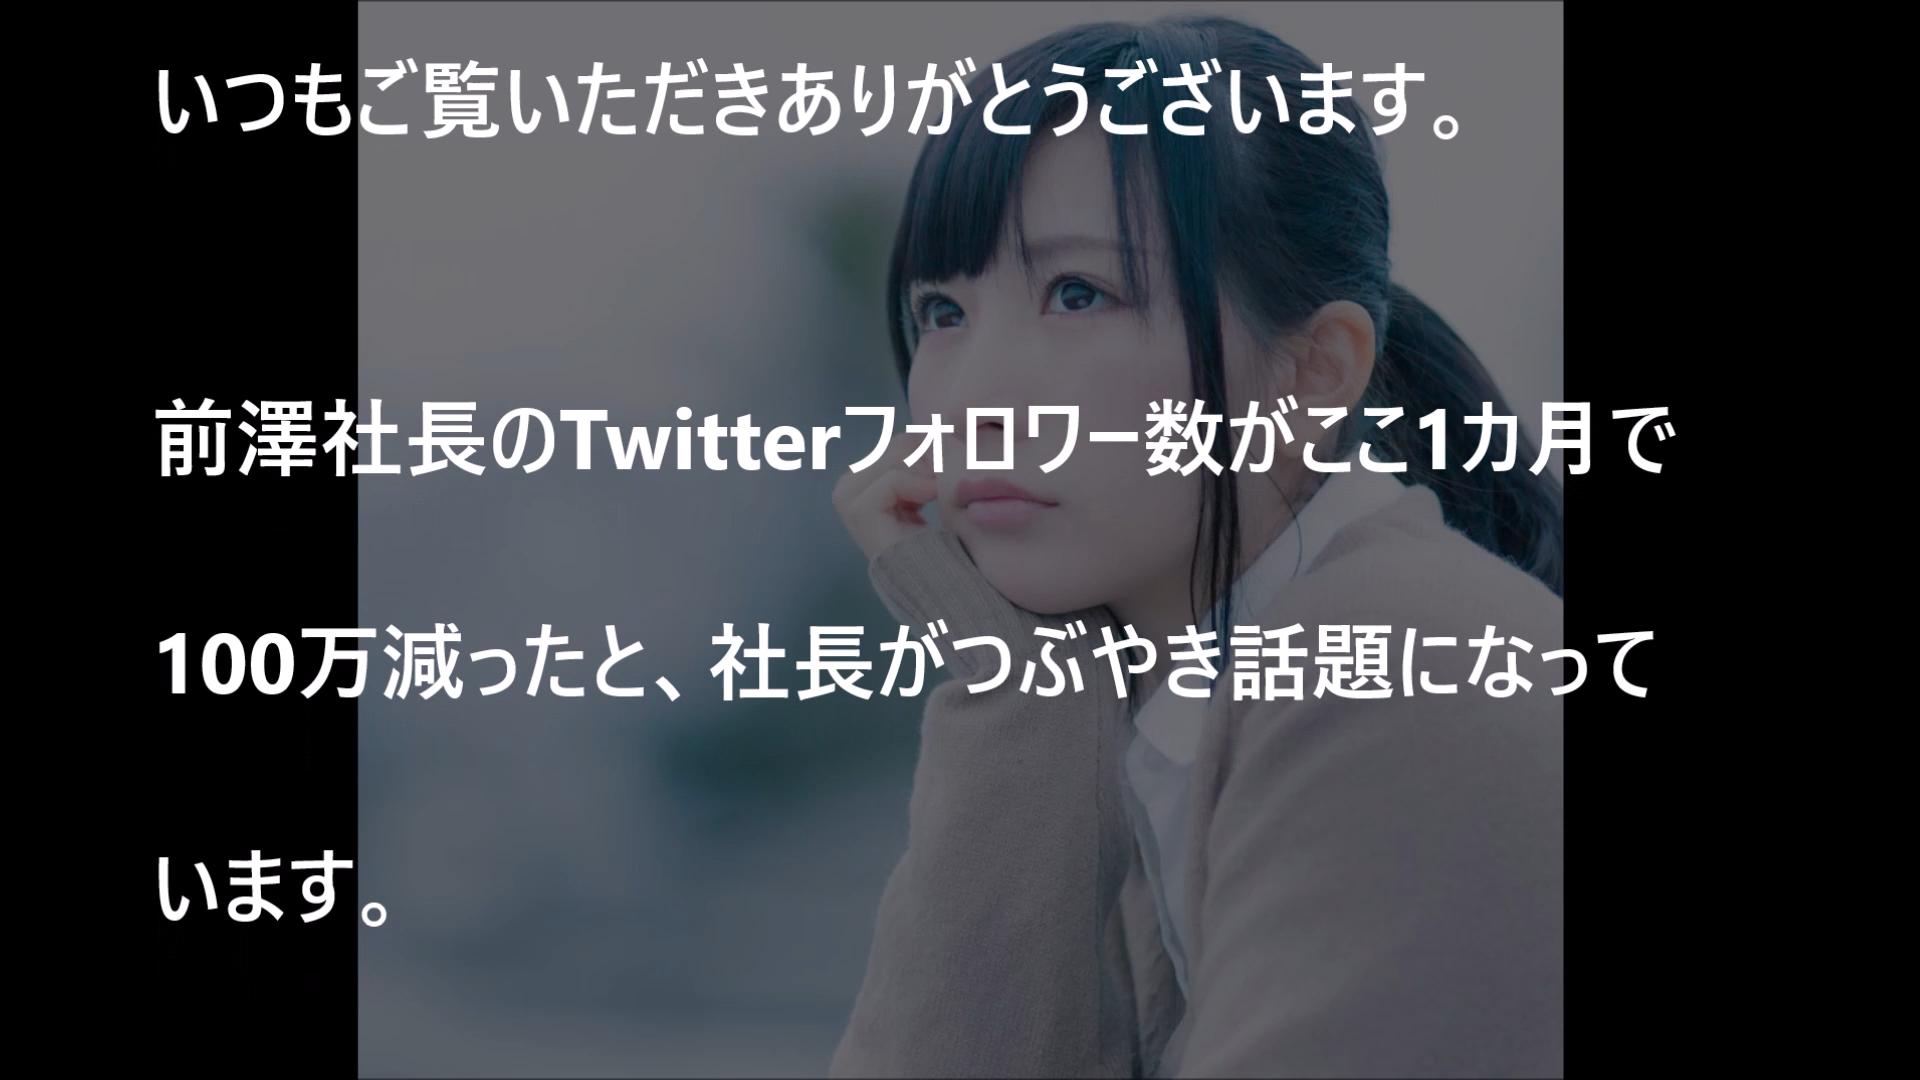 いつもご覧いただきありがとうございます。
前澤社長のTwitterフォロワー数がここ1カ月で
100万減ったと、社長がつぶやき話題になって
います。